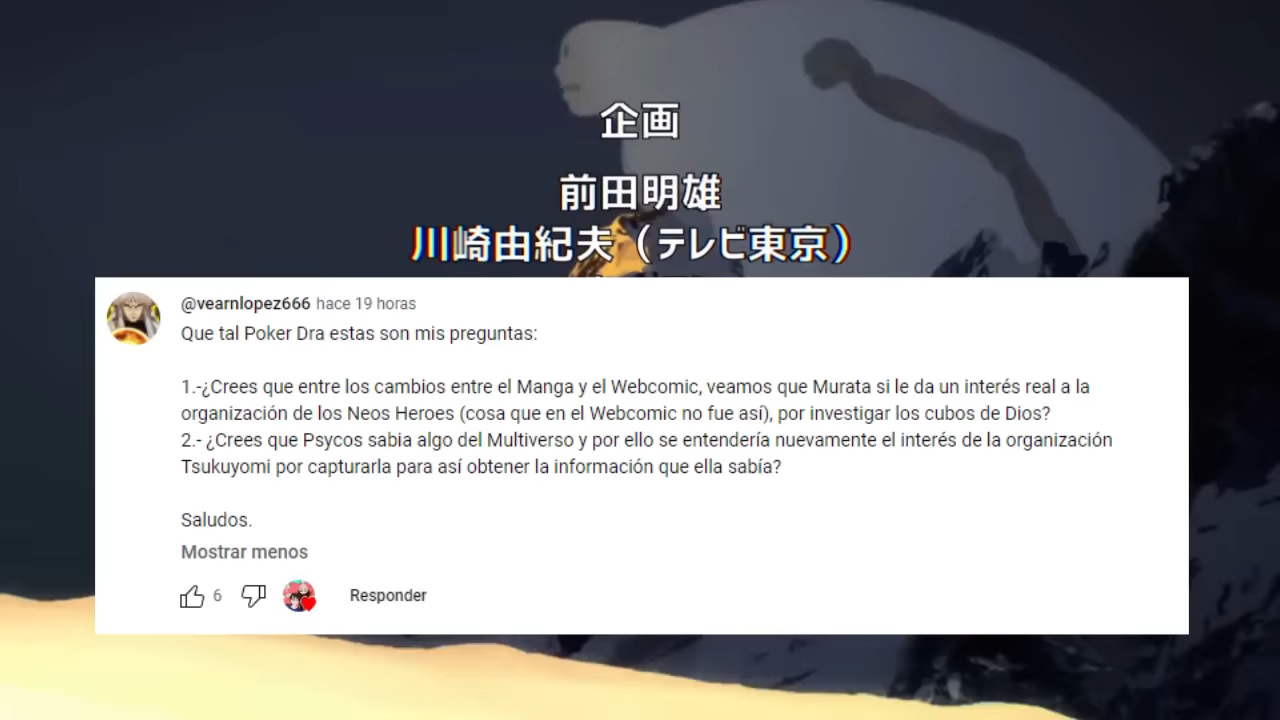 企画
前田明雄
川崎由紀夫（テレビ東京）
@vearnlopez666 hace 19 horas
Que tal Poker Dra estas son mis preguntas:
1.-¿Crees que entre los cambios entre el Manga y el Webcomic, veamos que Murata si le da un interés real a la
organización de los Neos Heroes (cosa que en el Webcomic no fue así), por investigar los cubos de Dios?
2.- ¿Crees que Psycos sabia algo del Multiverso y por ello se entendería nuevamente el interés de la organización
Tsukuyomi por capturarla para así obtener la información que ella sabía?
Saludos.
Mostrar menos
6 Responder